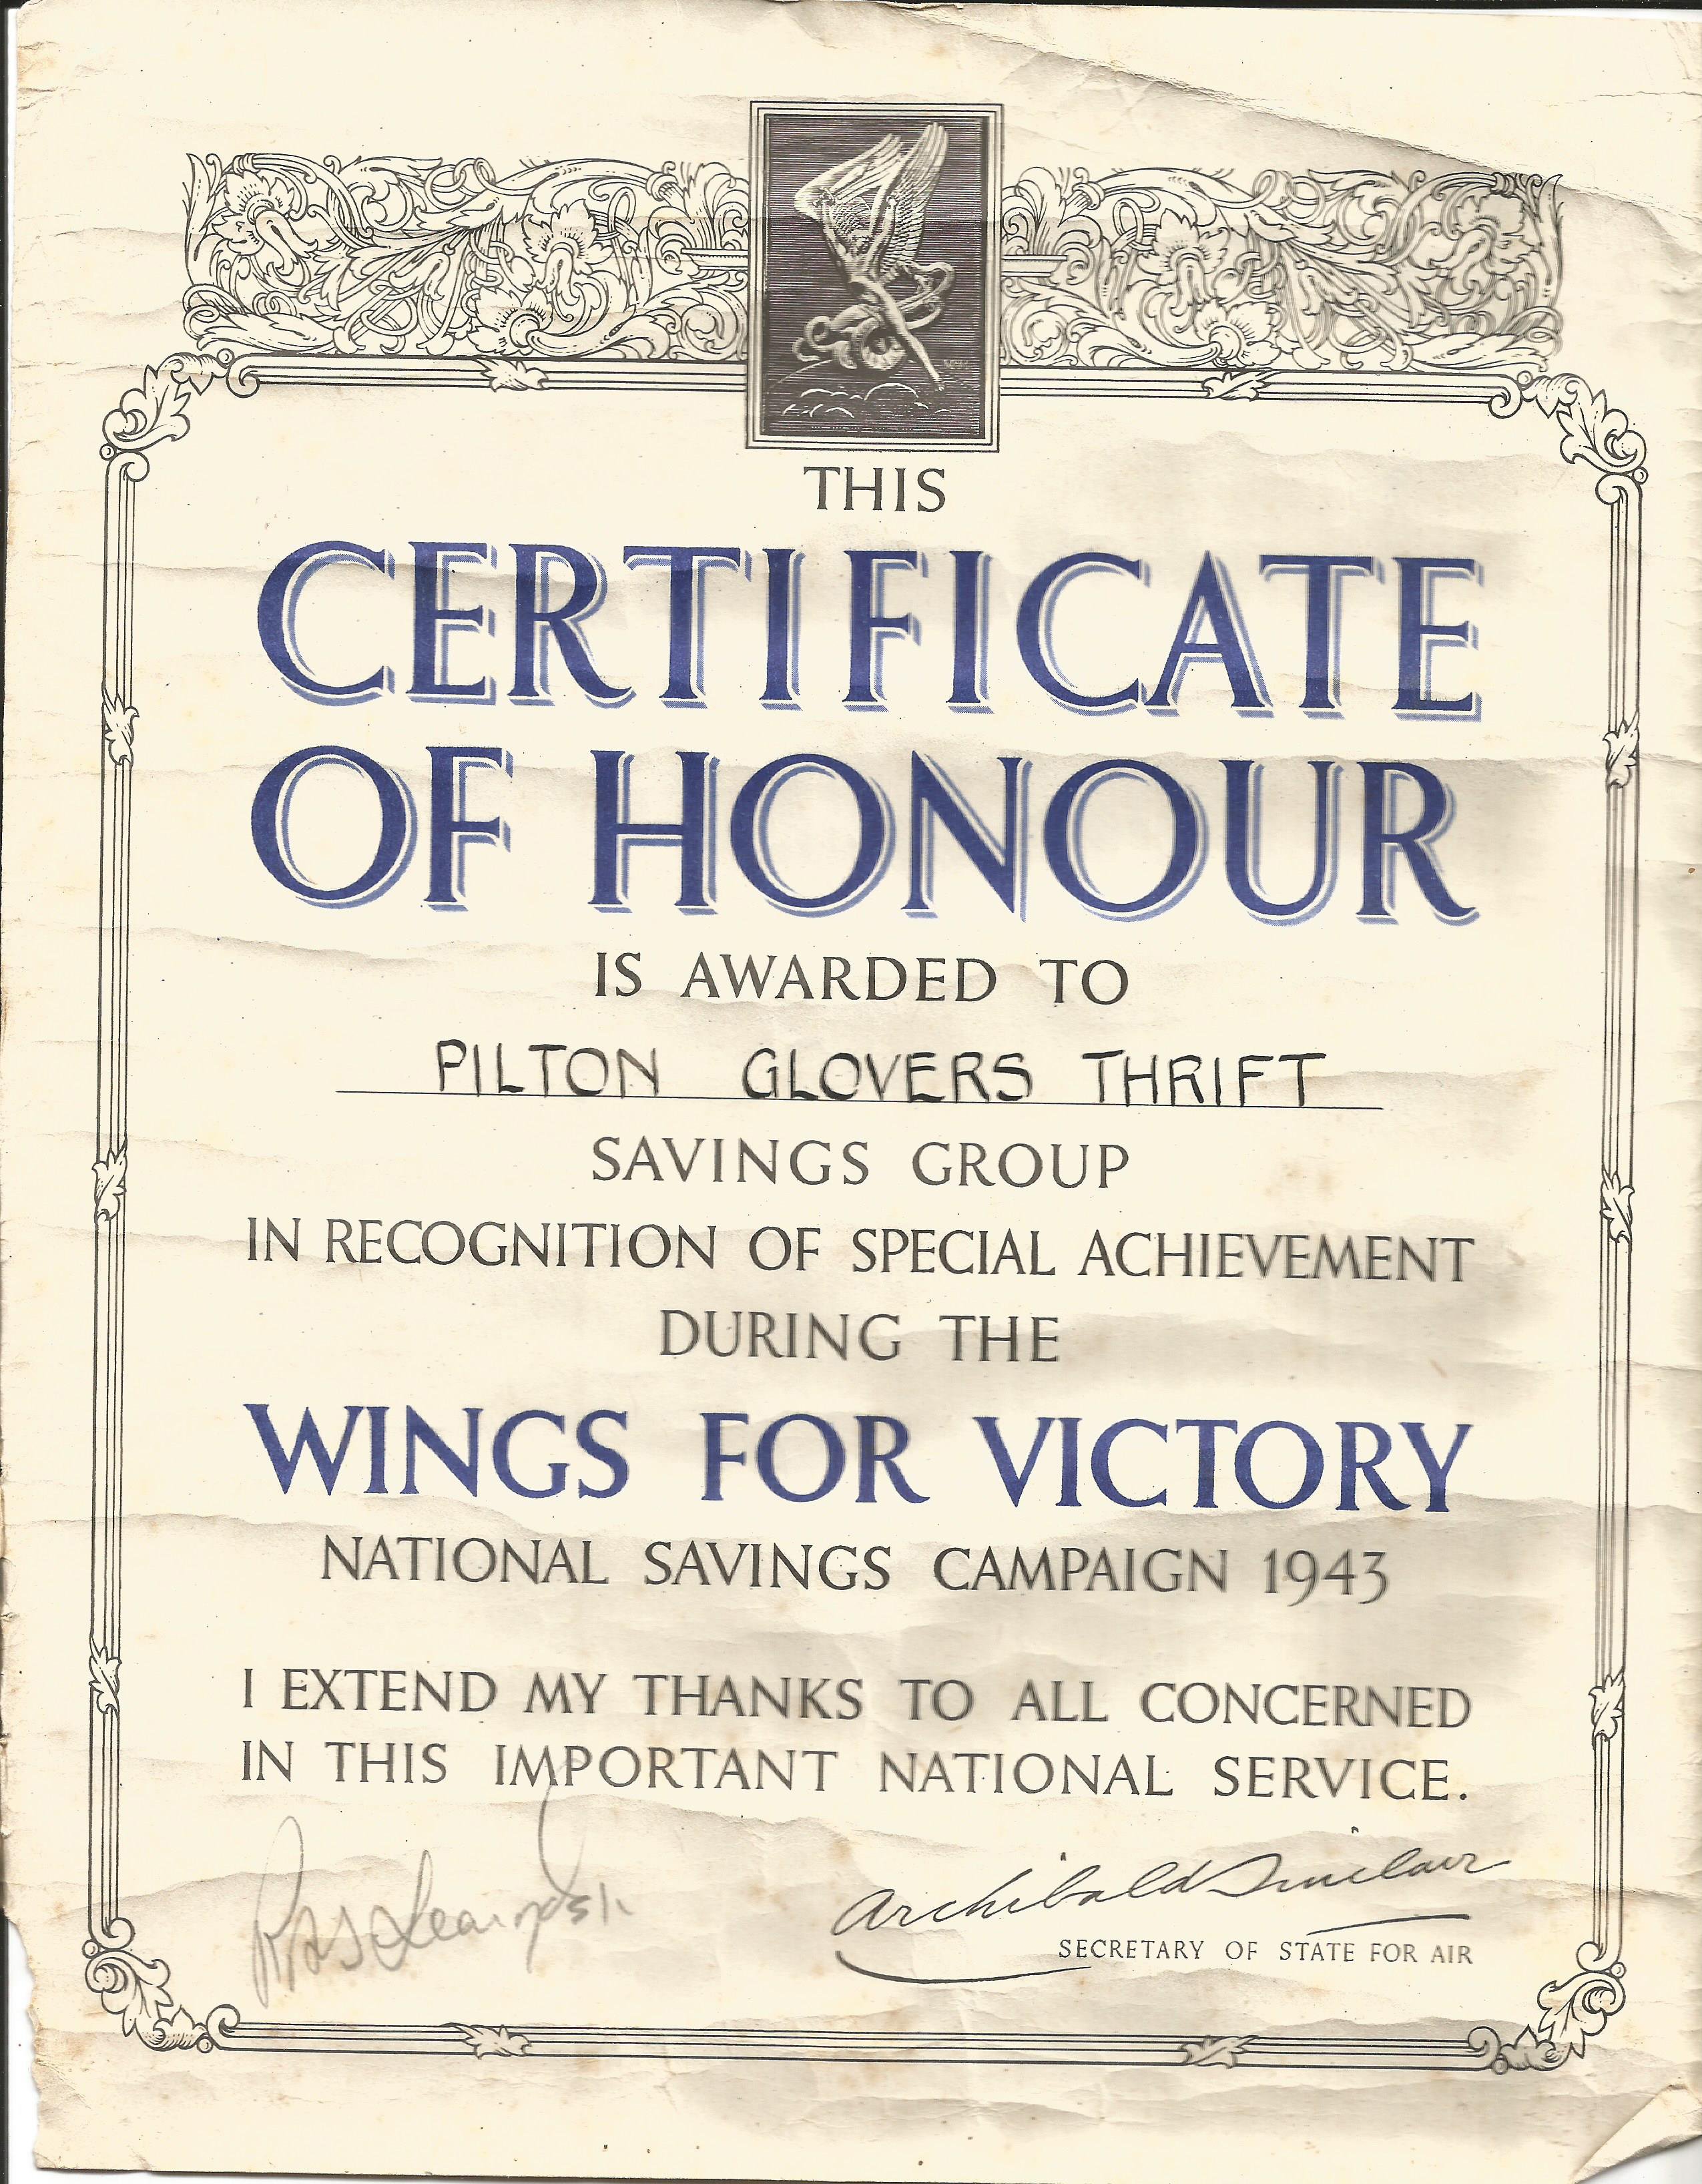 THIS
CERTIFICATE
OF HONOUR
IS AWARDED TO
PILTON GLOVERS THRIFT
SAVINGS GROUP
IN RECOGNITION OF SPECIAL ACHIEVEMENT
DURING THE
WINGS FOR VICTORY
NATIONAL SAVINGS CAMPAIGN 1943
I EXTEND MY THANKS TO ALL CONCERNED
IN THIS IMPORTANT NATIONAL SERVICE.
Archibald Sinclair
SECRETARY OF STATE FOR AIR